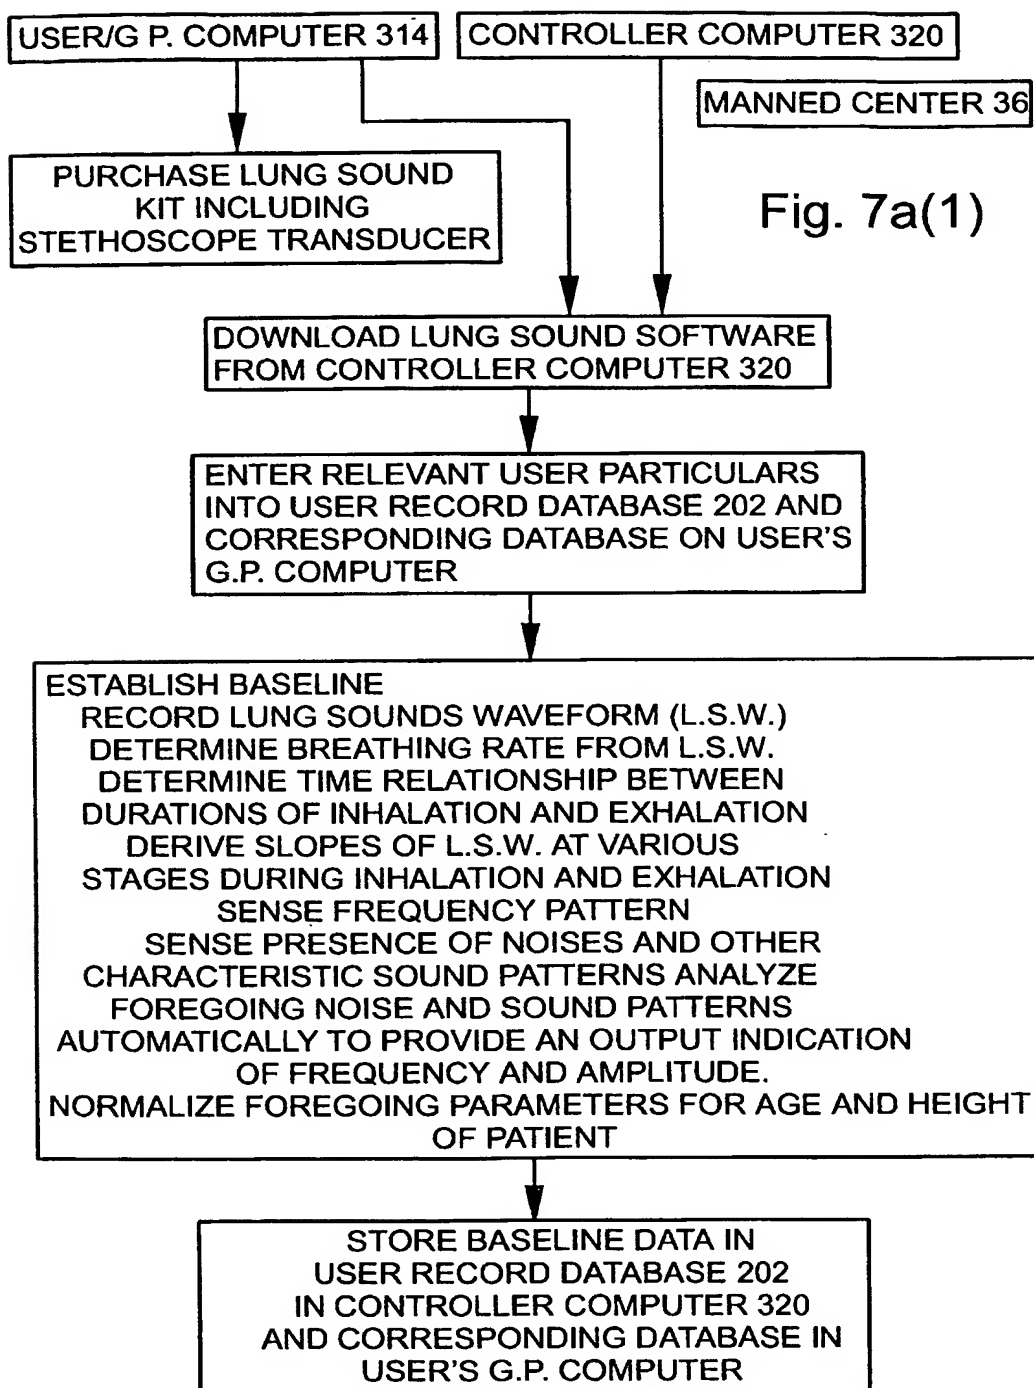 USER/G P. COMPUTER 314
CONTROLLER COMPUTER 320
MANNED CENTER 36
PURCHASE LUNG SOUND
KIT INCLUDING
STETHOSCOPE TRANSDUCER
Fig. 7a(1)
DOWNLOAD LUNG SOUND SOFTWARE
FROM CONTROLLER COMPUTER 320
ENTER RELEVANT USER PARTICULARS
INTO USER RECORD DATABASE 202 AND
CORRESPONDING DATABASE ON USER'S
G.P. COMPUTER
ESTABLISH BASELINE
RECORD LUNG SOUNDS WAVEFORM (L.S.W.)
DETERMINE BREATHING RATE FROM L.S.W.
DETERMINE TIME RELATIONSHIP BETWEEN
DURATIONS OF INHALATION AND EXHALATION
DERIVE SLOPES OF L.S.W. AT VARIOUS
STAGES DURING INHALATION AND EXHALATION
SENSE FREQUENCY PATTERN
SENSE PRESENCE OF NOISES AND OTHER
CHARACTERISTIC SOUND PATTERNS ANALYZE
FOREGOING NOISE AND SOUND PATTERNS
AUTOMATICALLY TO PROVIDE AN OUTPUT INDICATION
OF FREQUENCY AND AMPLITUDE.
NORMALIZE FOREGOING PARAMETERS FOR AGE AND HEIGHT
OF PATIENT
STORE BASELINE DATA IN
USER RECORD DATABASE 202
IN CONTROLLER COMPUTER 320
AND CORRESPONDING DATABASE IN
USER'S G.P. COMPUTER